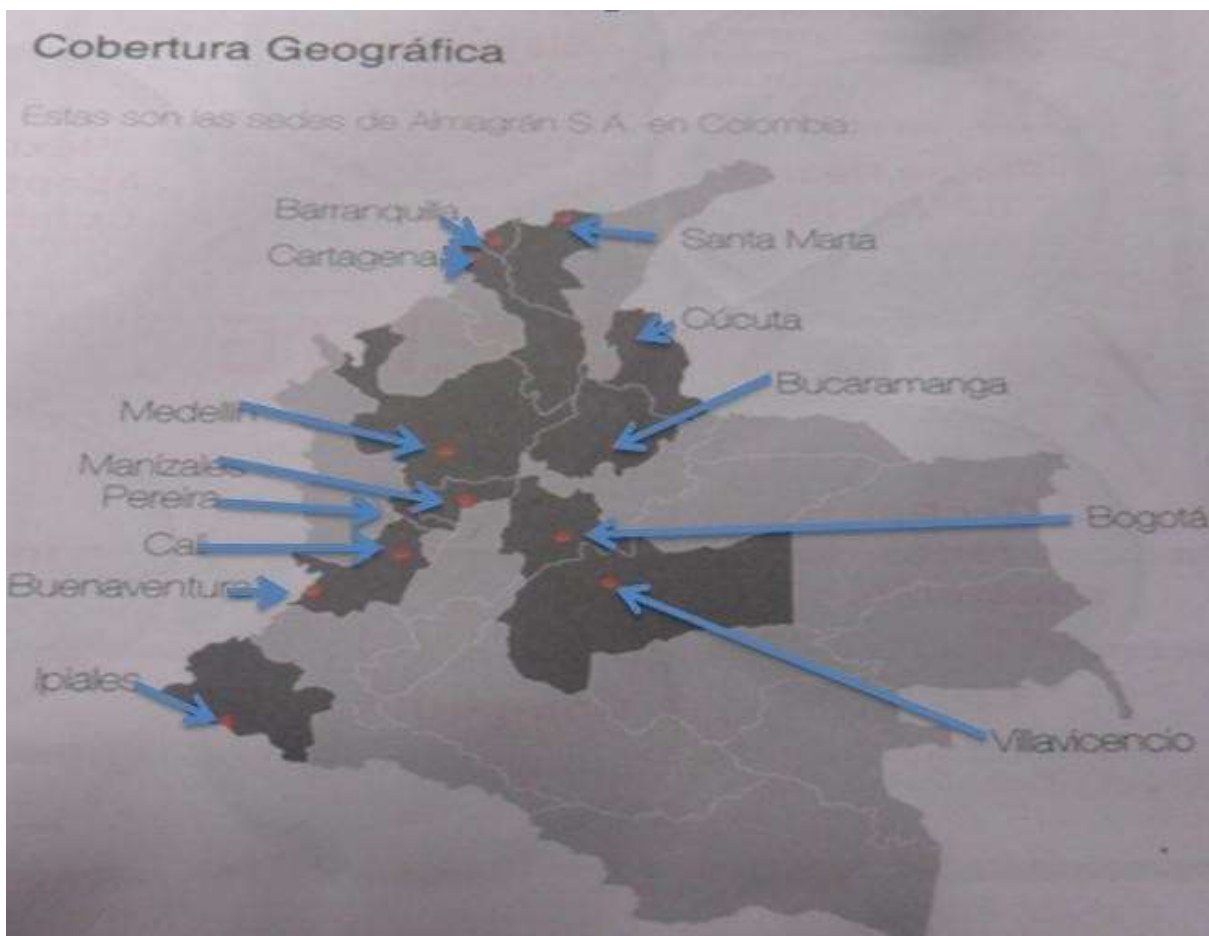 Cobertura Geográfica
Estas son las sedes de Almagrán S.A. en Colombia:
Barranquilla
Santa Marta
Cartagena
Cúcuta
Bucaramanga
Medellín
Manízales
Pereira
Bogotá
Cali
Buenaventura
Ipiales
Villavicencio